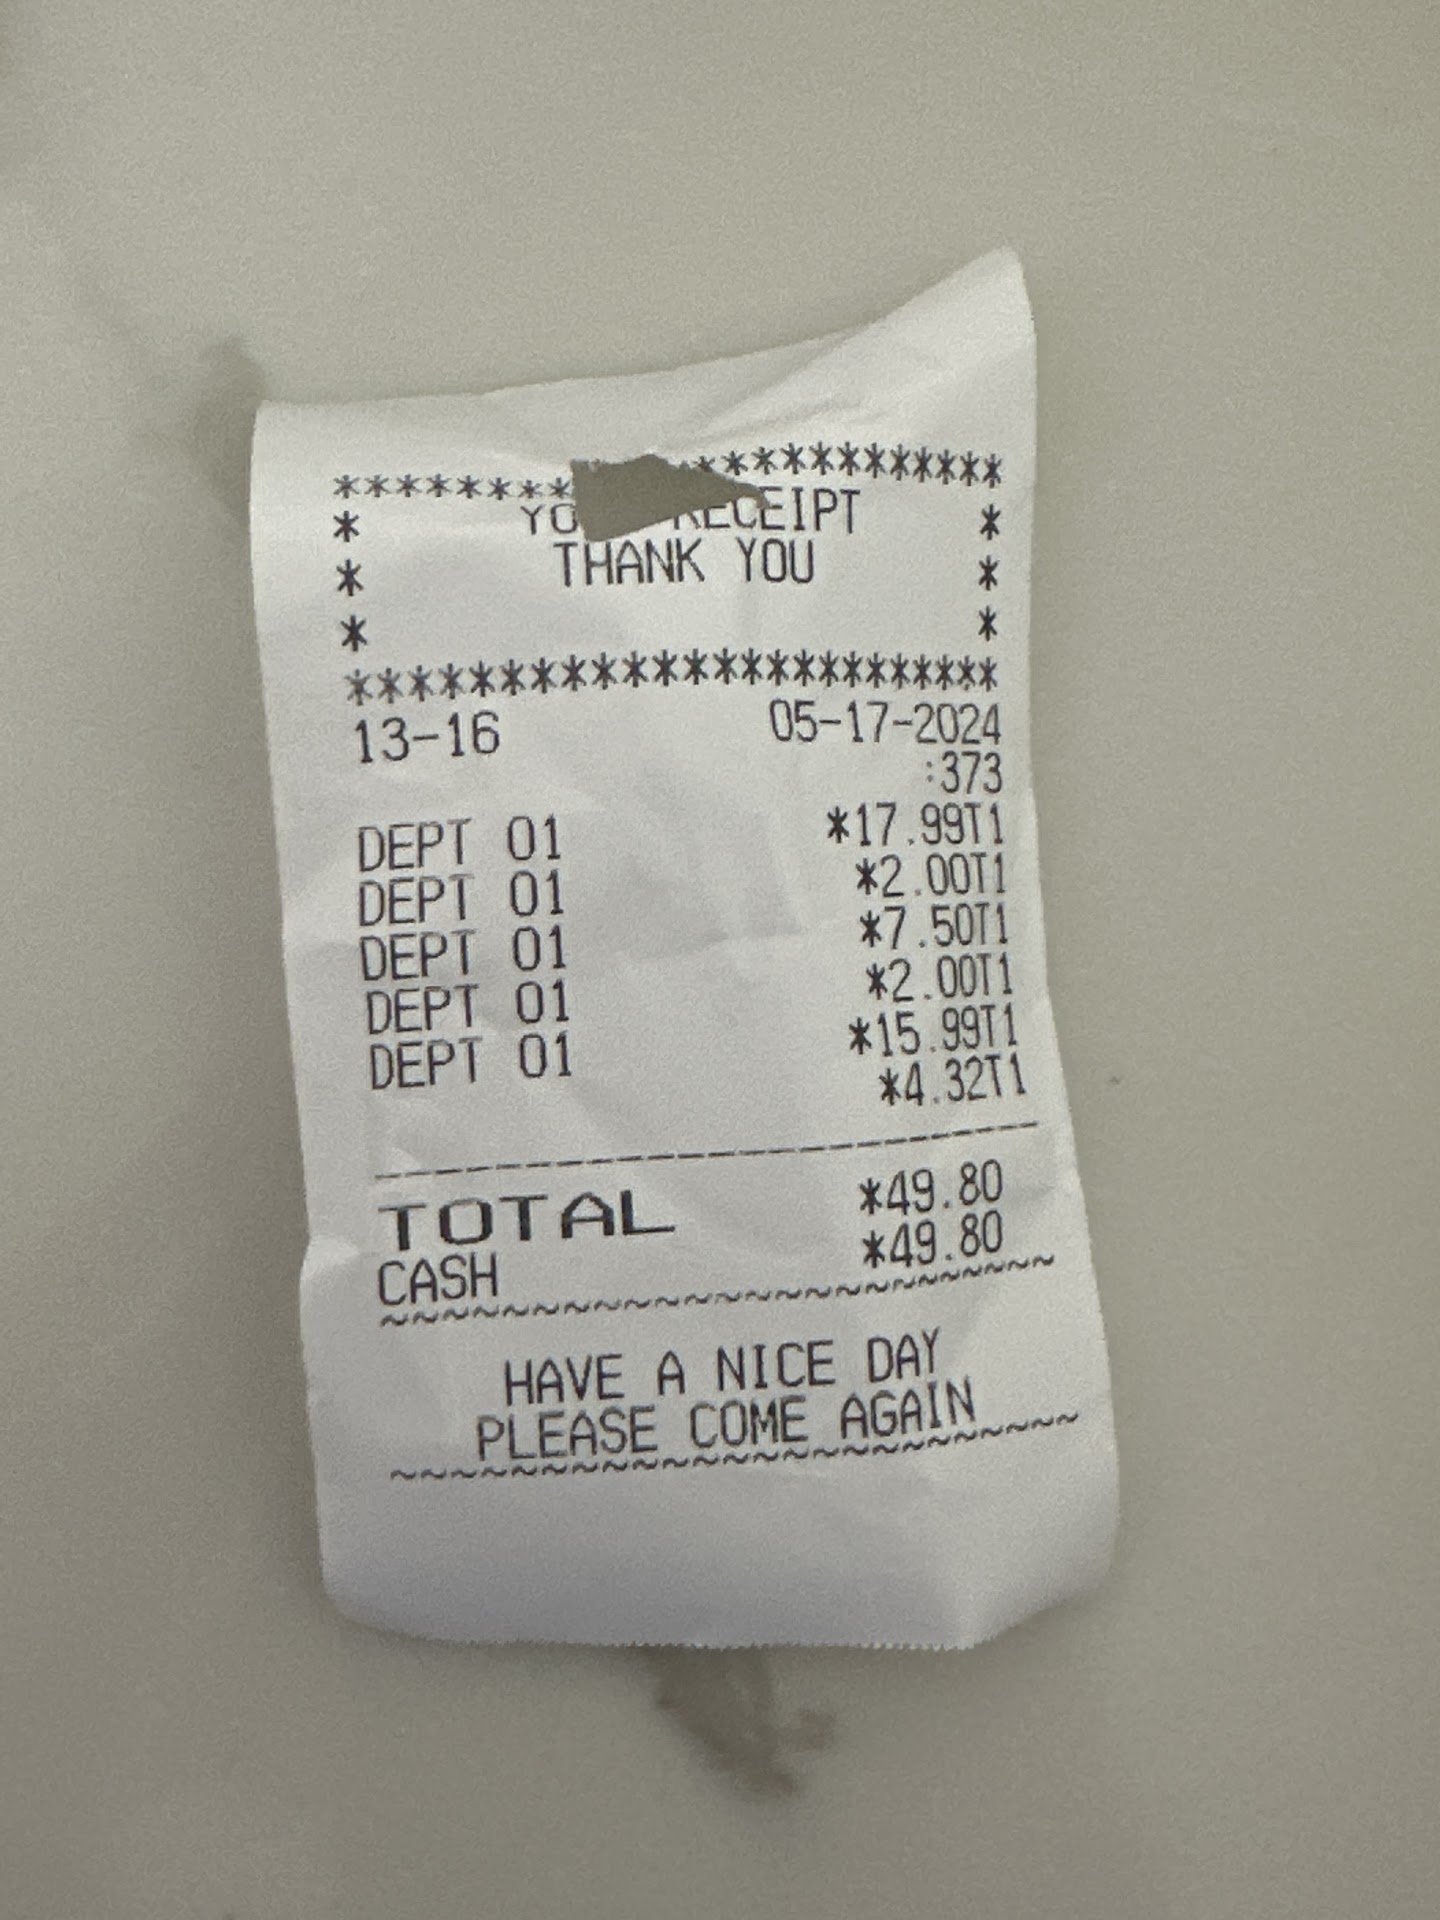 ************************
* YO RECEIPT *
* THANK YOU *
* *
************************
13-16 05-17-2024
:373
DEPT 01 *17.99T1
DEPT 01 *2.00T1
DEPT 01 *7.50T1
DEPT 01 *2.00T1
DEPT 01 *15.99T1
*4.32T1
--------------------------------
TOTAL *49.80
CASH *49.80
~~~~~~~~~~~~~~~~~~~~~~~~
HAVE A NICE DAY
PLEASE COME AGAIN
~~~~~~~~~~~~~~~~~~~~~~~~